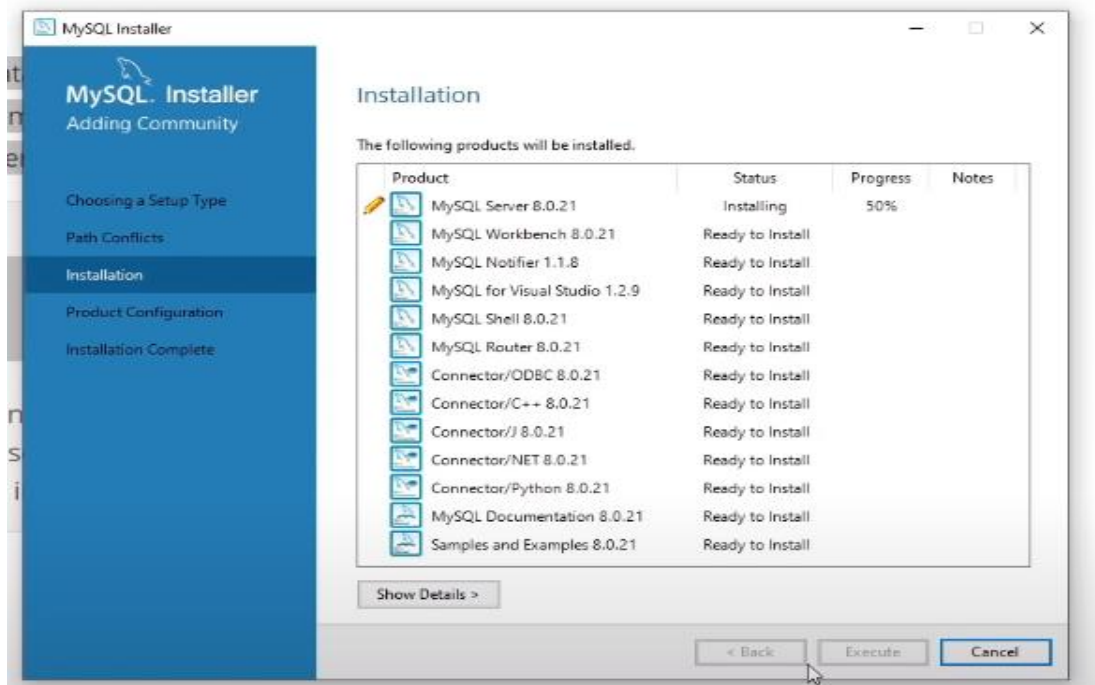 MySQL Installer
MySQL. Installer
Adding Community
Choosing a Setup Type
Path Conflicts
Installation
Product Configuration
Installation Complete
Installation
The following products will be installed.
Product Status Progress Notes
MySQL Server 8.0.21 Installing 50%
MySQL Workbench 8.0.21 Ready to Install
MySQL Notifier 1.1.8 Ready to Install
MySQL for Visual Studio 1.2.9 Ready to Install
MySQL Shell 8.0.21 Ready to Install
MySQL Router 8.0.21 Ready to Install
Connector/ODBC 8.0.21 Ready to Install
Connector/C++ 8.0.21 Ready to Install
Connector/J 8.0.21 Ready to Install
Connector/NET 8.0.21 Ready to Install
Connector/Python 8.0.21 Ready to Install
MySQL Documentation 8.0.21 Ready to Install
Samples and Examples 8.0.21 Ready to Install
Show Details >
< Back Execute Cancel